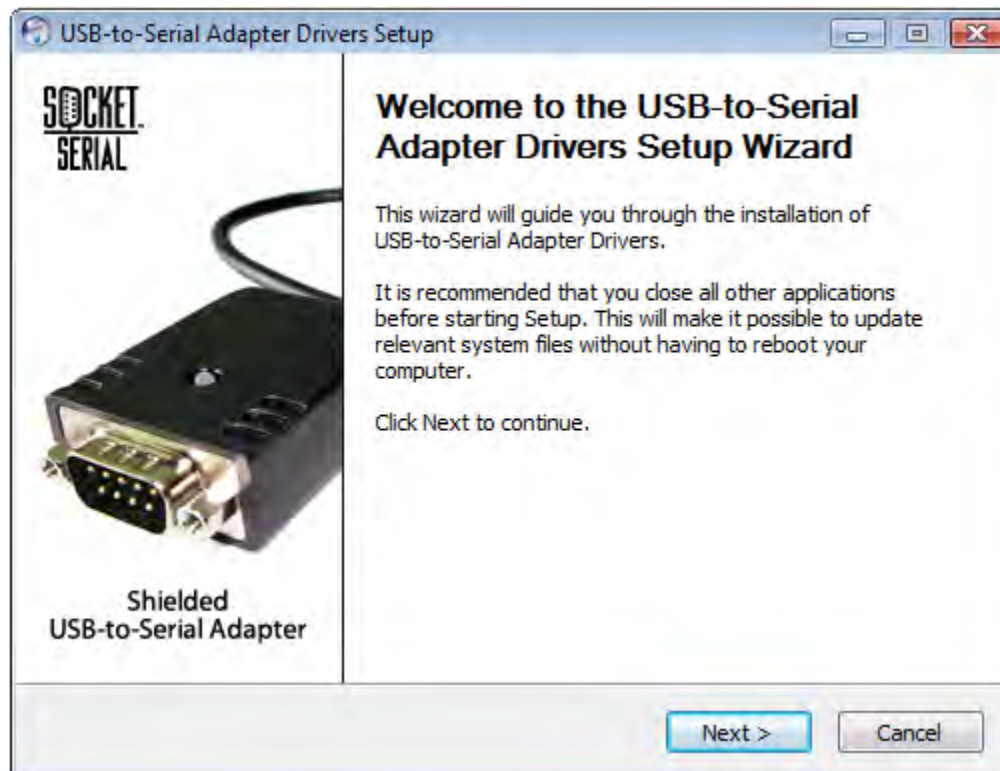 USB-to-Serial Adapter Drivers Setup
SOCKET™
SERIAL
Shielded
USB-to-Serial Adapter
Welcome to the USB-to-Serial
Adapter Drivers Setup Wizard
This wizard will guide you through the installation of
USB-to-Serial Adapter Drivers.
It is recommended that you close all other applications
before starting Setup. This will make it possible to update
relevant system files without having to reboot your
computer.
Click Next to continue.
Next >
Cancel